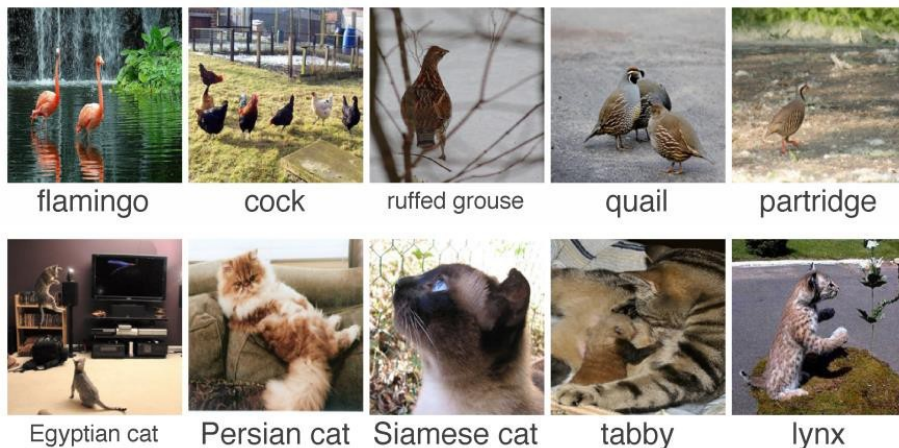 flamingo
cock
ruffed grouse
quail
partridge
Egyptian cat
Persian cat
Siamese cat
tabby
lynx